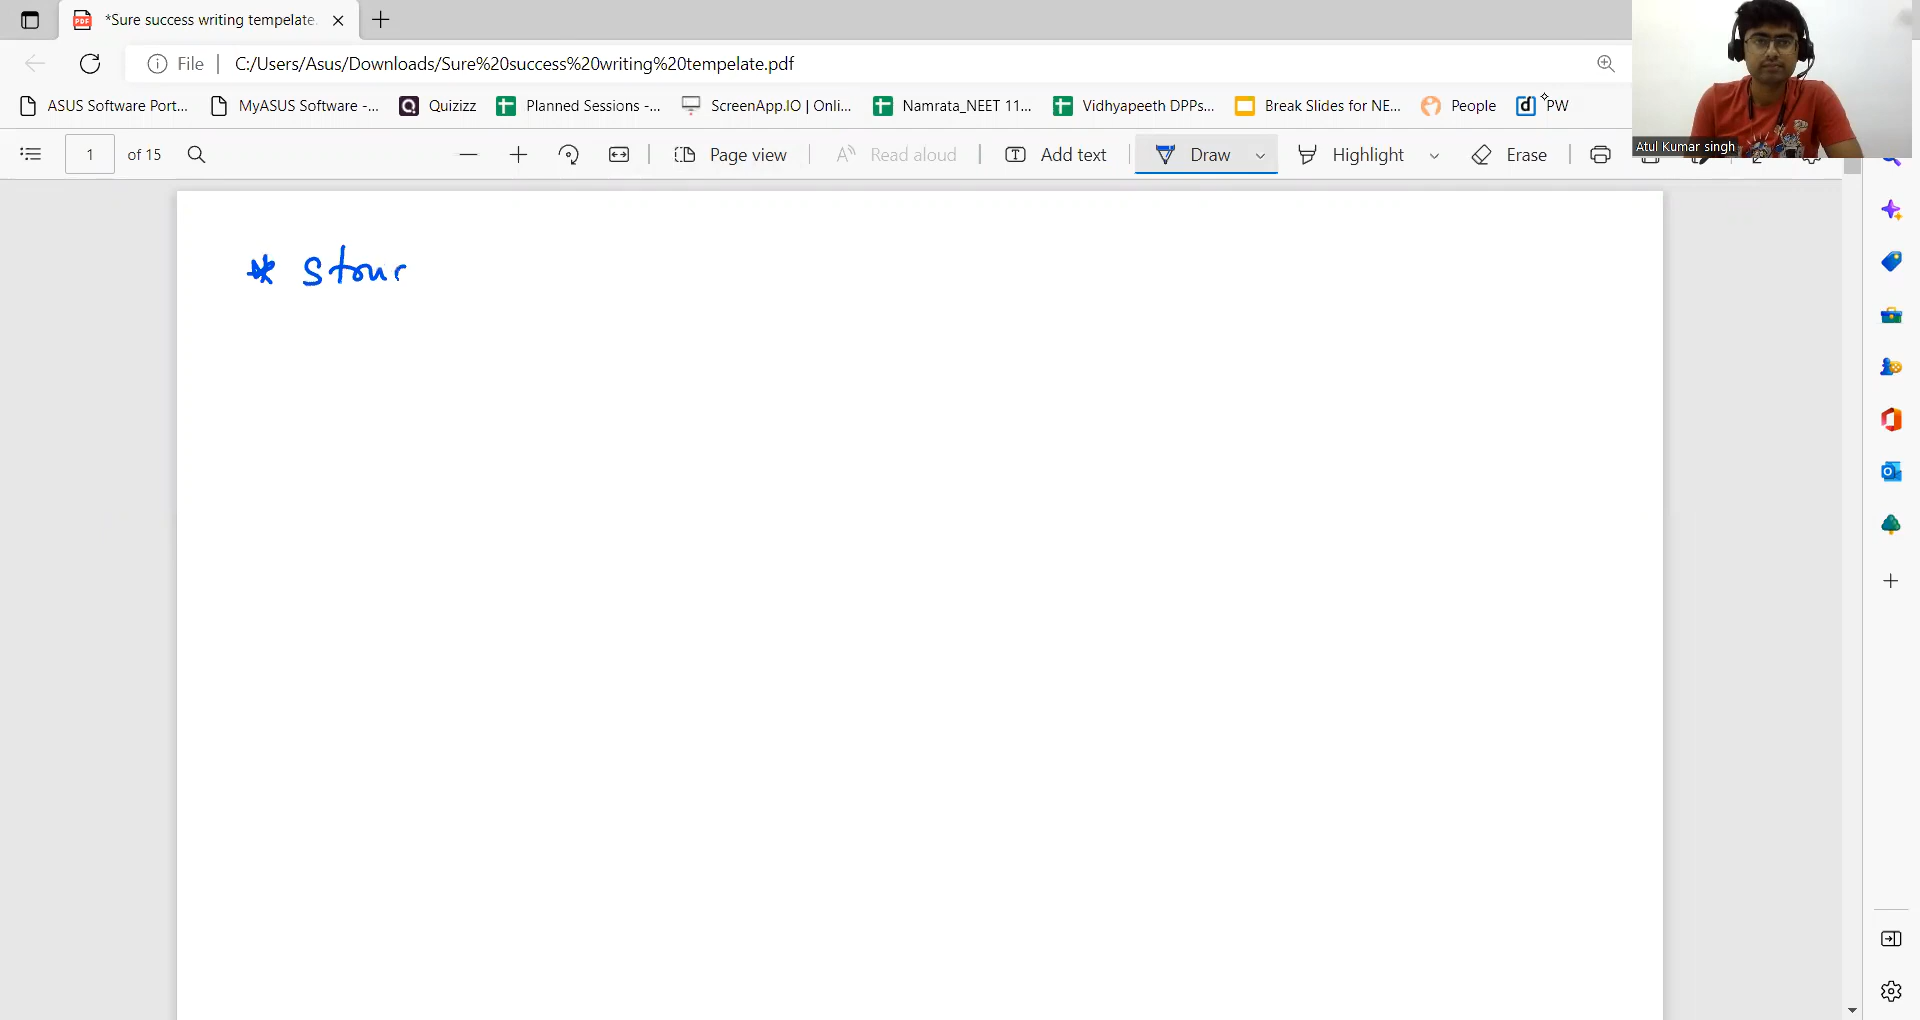 *Sure success writing tempelate.
File
C:/Users/Asus/Downloads/Sure%20success%20writing%20tempelate.pdf
ASUS Software Port... MyASUS Software -... Quizizz Planned Sessions -... ScreenApp.IO | Onli... Namrata_NEET 11... Vidhyapeeth DPPs... Break Slides for NE... People PW
1 of 15 Page view Read aloud Add text Draw Highlight Erase
Atul Kumar singh